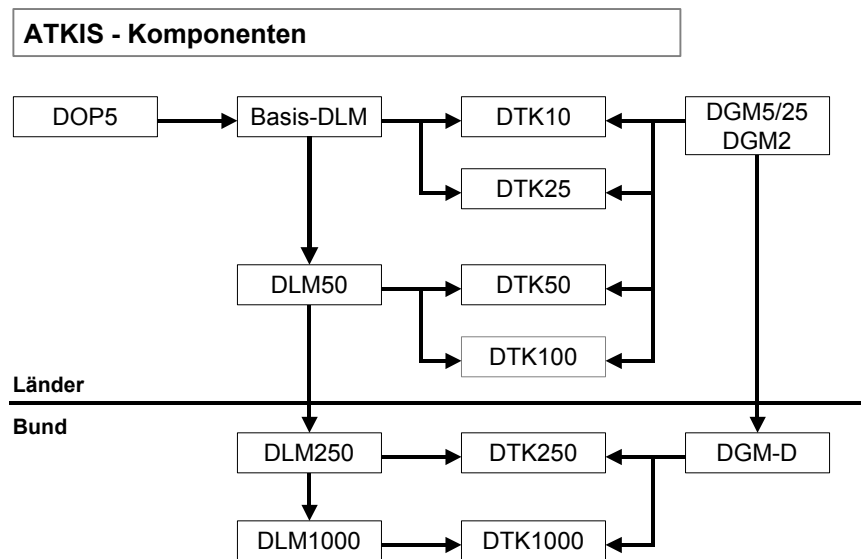 ATKIS - Komponenten
DOP5
Basis-DLM
DTK10
DGM5/25
DGM2
DTK25
DLM50
DTK50
DTK100
Länder
Bund
DLM250
DTK250
DGM-D
DLM1000
DTK1000